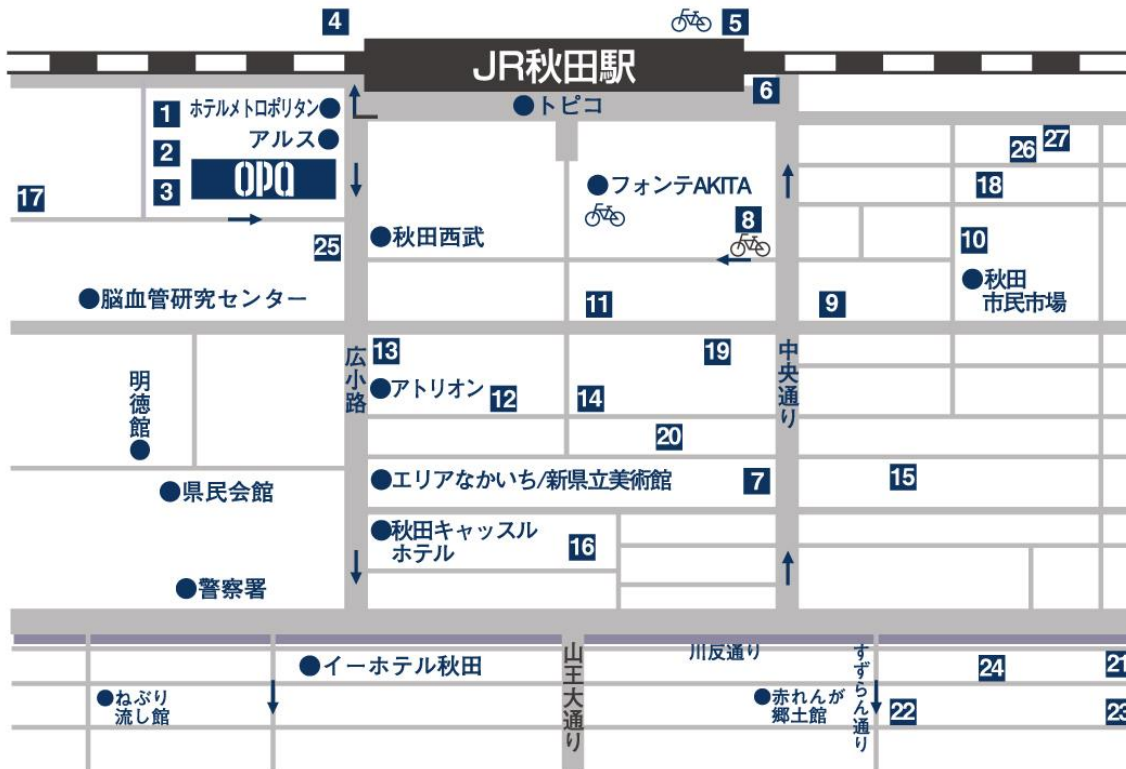 4
5
JR秋田駅
6
トピコ
1
ホテルメトロポリタン
アルス
2
OPA
3
17
25
フォンテAKITA
8
秋田西武
26
27
18
10
秋田
市民市場
9
11
脳血管研究センター
広小路
中央通り
13
19
アトリオン
12
14
20
明徳館
県民会館
エリアなかいち/新県立美術館
7
15
秋田キャッスル
ホテル
16
警察署
イーホテル秋田
山王大通り
川反通り
すずらん通り
24
21
ねぶり
流し館
赤れんが
郷土館
22
23